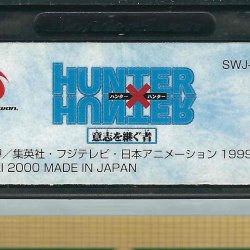 SWJ-
HUNTER
ハンター × ハンター
HUNTER
意志を継ぐ者
／集英社・フジテレビ・日本アニメーション 1999
I 2000 MADE IN JAPAN